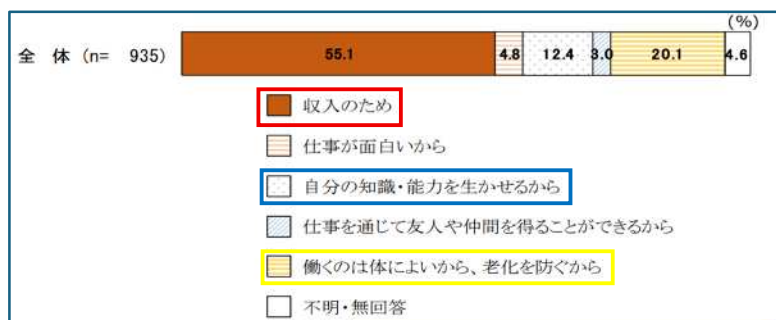 (%)
全 体 (n= 935) 55.1 4.8 12.4 3.0 20.1 4.6
収入のため
仕事が面白いから
自分の知識・能力を生かせるから
仕事を通じて友人や仲間を得ることができるから
働くのは体によいから、老化を防ぐから
不明・無回答